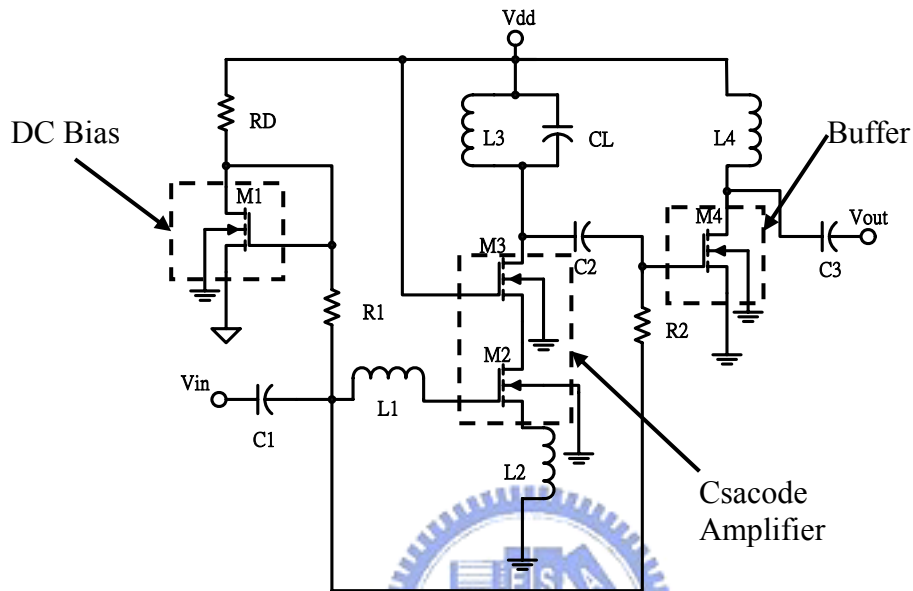 Vdd
RD
L3
CL
L4
DC Bias
Buffer
M1
M4
Vout
M3
C2
C3
R1
R2
M2
Vin
L1
C1
L2
Csacode
Amplifier
ES